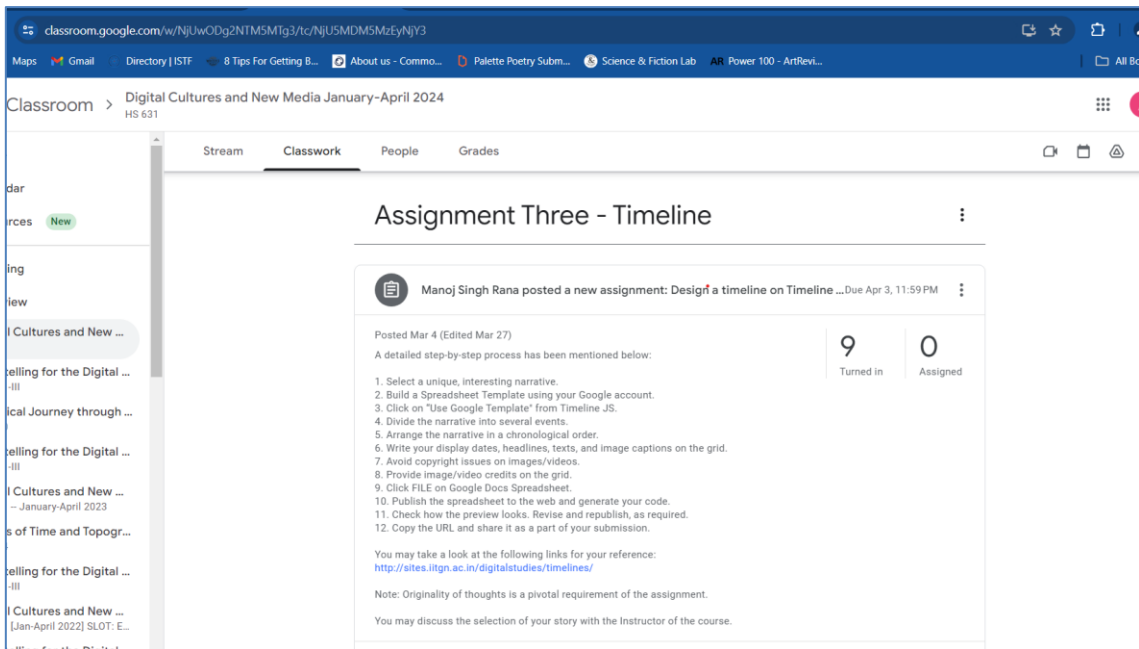 classroom.google.com/w/NjUwODg2NTM5MTg3/tc/NjU5MDM5MzEyNjY3
Maps Gmail Directory | ISTF 8 Tips For Getting B... About us - Commo... Palette Poetry Subm... Science & Fiction Lab AR Power 100 - ArtRevi... All Bo
Classroom > Digital Cultures and New Media January-April 2024
HS 631
Stream Classwork People Grades
dar
rces New
ing
iew
l Cultures and New ...
telling for the Digital ...
-III
ical Journey through ...
telling for the Digital ...
-III
l Cultures and New ...
– January-April 2023
s of Time and Topogr...
telling for the Digital ...
-III
l Cultures and New ...
[Jan-April 2022] SLOT: E...
Assignment Three - Timeline
Manoj Singh Rana posted a new assignment: Design a timeline on Timeline ... Due Apr 3, 11:59 PM
Posted Mar 4 (Edited Mar 27)
A detailed step-by-step process has been mentioned below:
1. Select a unique, interesting narrative.
2. Build a Spreadsheet Template using your Google account.
3. Click on "Use Google Template" from Timeline JS.
4. Divide the narrative into several events.
5. Arrange the narrative in a chronological order.
6. Write your display dates, headlines, texts, and image captions on the grid.
7. Avoid copyright issues on images/videos.
8. Provide image/video credits on the grid.
9. Click FILE on Google Docs Spreadsheet.
10. Publish the spreadsheet to the web and generate your code.
11. Check how the preview looks. Revise and republish, as required.
12. Copy the URL and share it as a part of your submission.
You may take a look at the following links for your reference:
http://sites.iitgn.ac.in/digitalstudies/timelines/
Note: Originality of thoughts is a pivotal requirement of the assignment.
You may discuss the selection of your story with the Instructor of the course.
9 0
Turned in Assigned